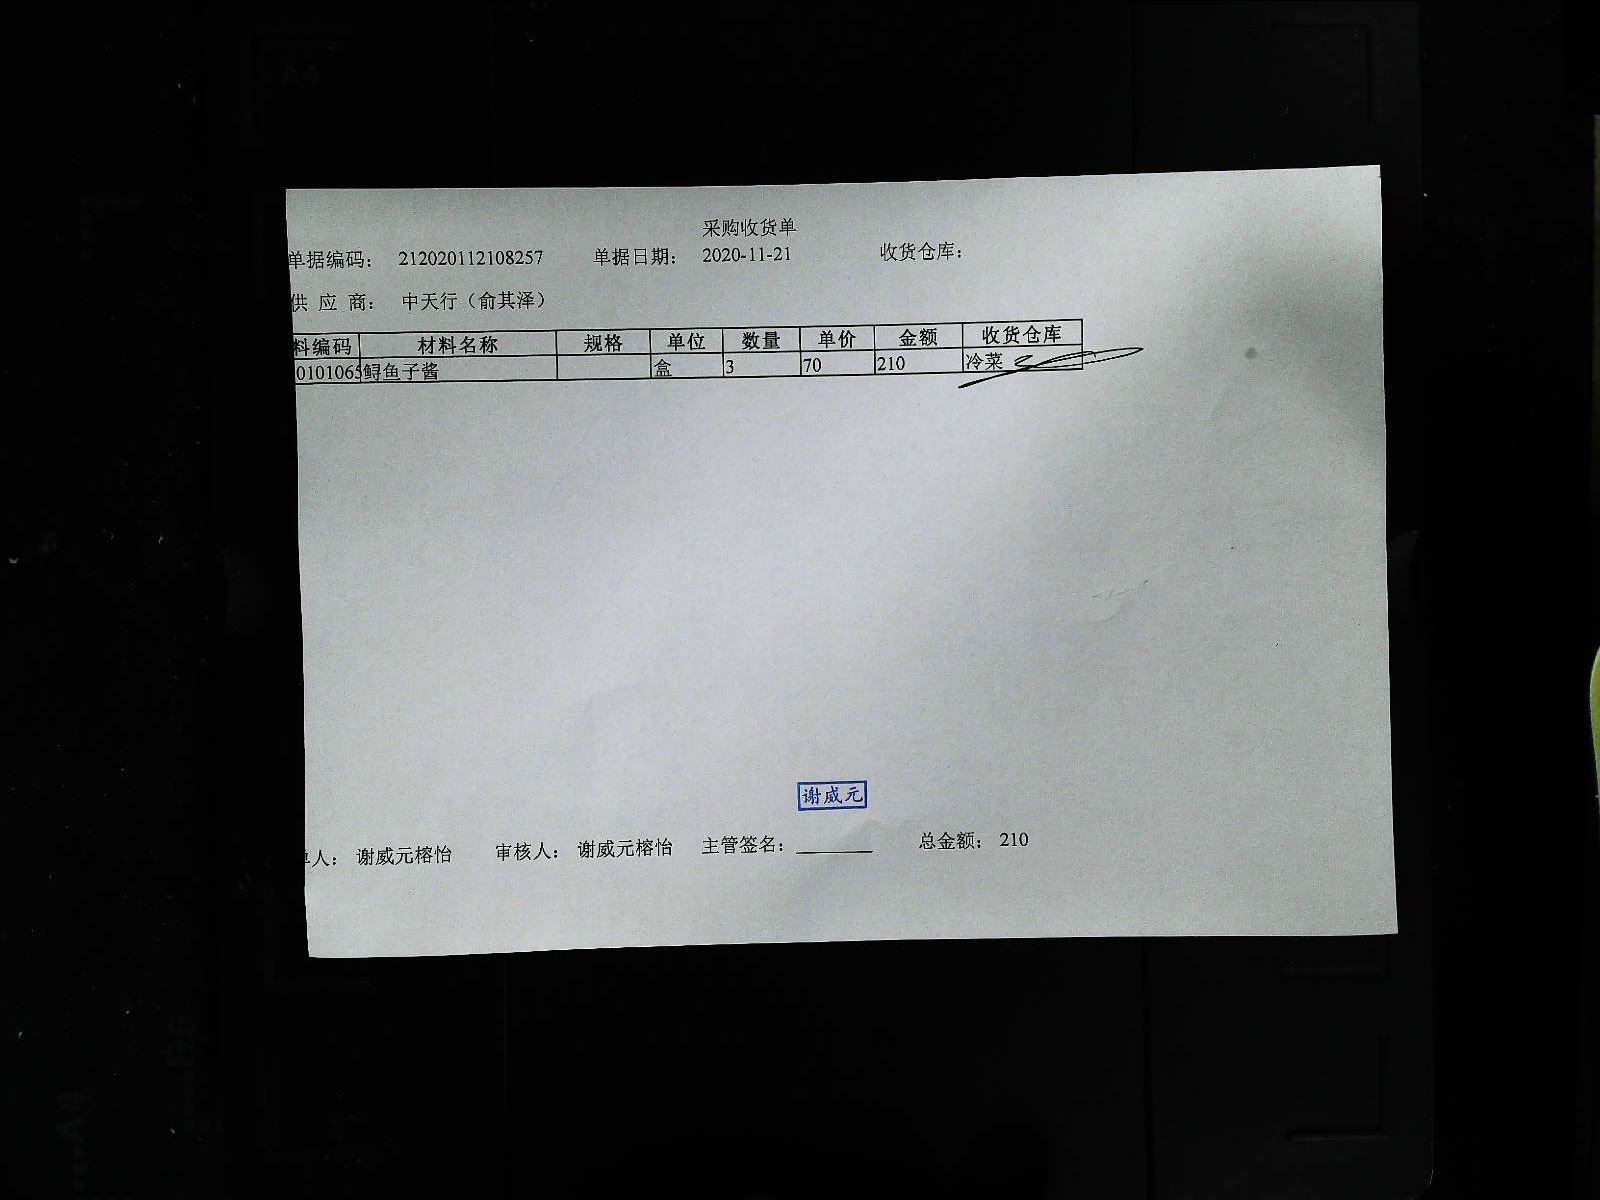 采购收货单
单据编码： 212020112108257 单据日期： 2020-11-21 收货仓库：
供 应 商： 中天行（俞其泽）
料编码 材料名称 规格 单位 数量 单价 金额 收货仓库
0101065 鲟鱼子酱 盒 3 70 210 冷菜
谢威元
单人： 谢威元榕怡 审核人： 谢威元榕怡 主管签名： 总金额： 210